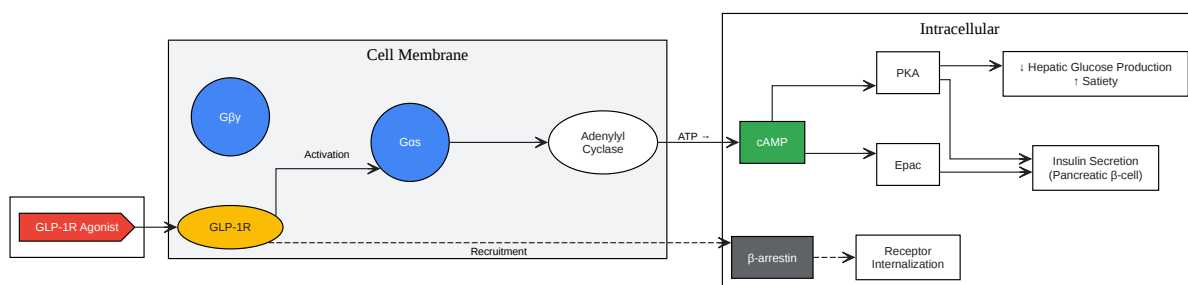 Cell Membrane
Intracellular
Gβγ
Gαs
Activation
Adenylyl
Cyclase
ATP →
cAMP
PKA
↓ Hepatic Glucose Production
↑ Satiety
Epac
Insulin Secretion
(Pancreatic β-cell)
GLP-1R Agonist
GLP-1R
Recruitment
β-arrestin
Receptor
Internalization